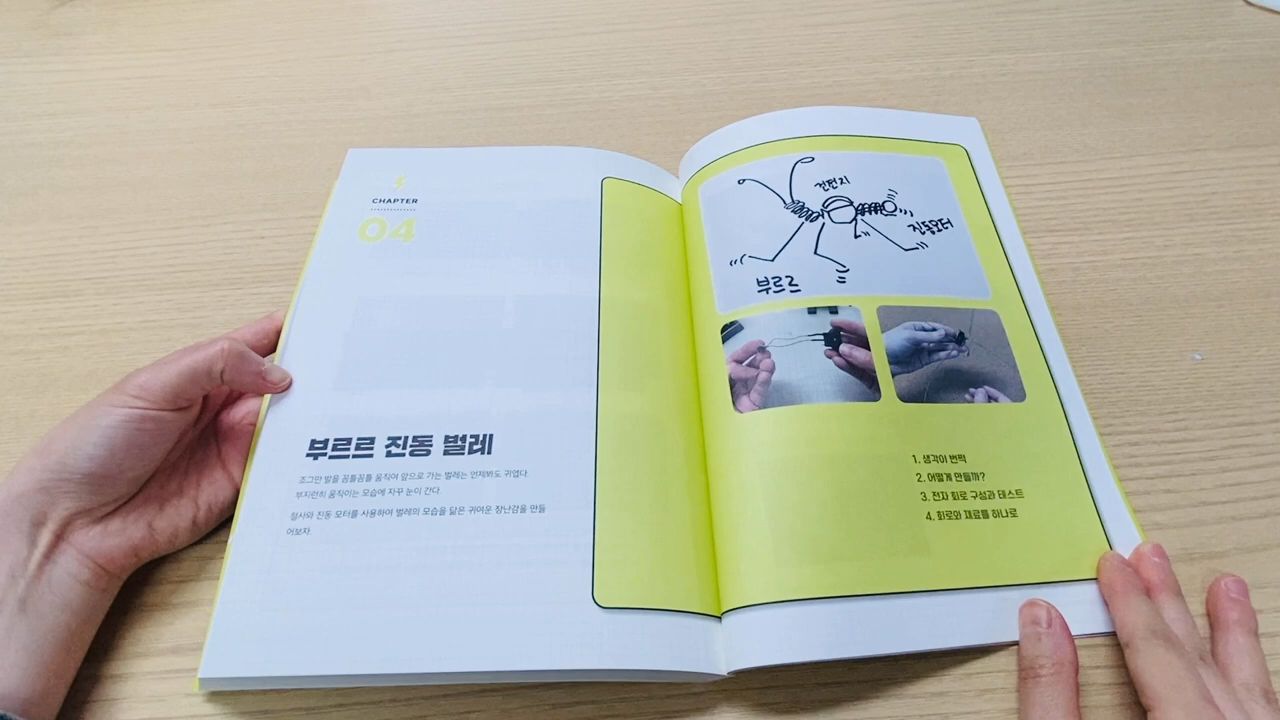 CHAPTER
04
부르르 진동 벌레
조그만 발을 꼼틀꼼틀 움직여 앞으로 가는 벌레는 언제봐도 귀엽다.
부지런히 움직이는 모습에 자꾸 눈이 간다.
철사와 진동 모터를 사용하여 벌레의 모습을 닮은 귀여운 장난감을 만들
어보자.
건전지
진동모터
부르르
1. 생각이 번쩍
2. 어떻게 만들까?
3. 전자 회로 구성과 테스트
4. 회로와 재료를 하나로